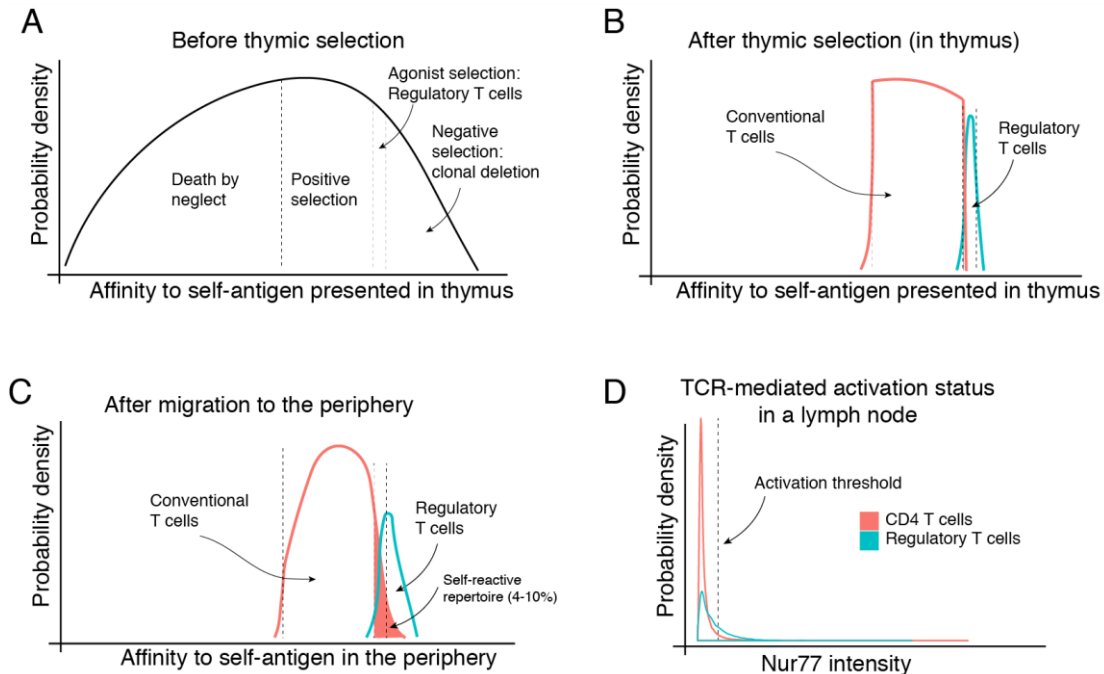 A
Before thymic selection
Probability density
Death by
neglect
Positive
selection
Agonist selection:
Regulatory T cells
Negative
selection:
clonal deletion
Affinity to self-antigen presented in thymus
B
After thymic selection (in thymus)
Probability density
Conventional
T cells
Regulatory
T cells
Affinity to self-antigen presented in thymus
C
After migration to the periphery
Probability density
Conventional
T cells
Regulatory
T cells
Self-reactive
repertoire (4-10%)
Affinity to self-antigen in the periphery
D
TCR-mediated activation status
in a lymph node
Probability density
Activation threshold
CD4 T cells
Regulatory T cells
Nur77 intensity